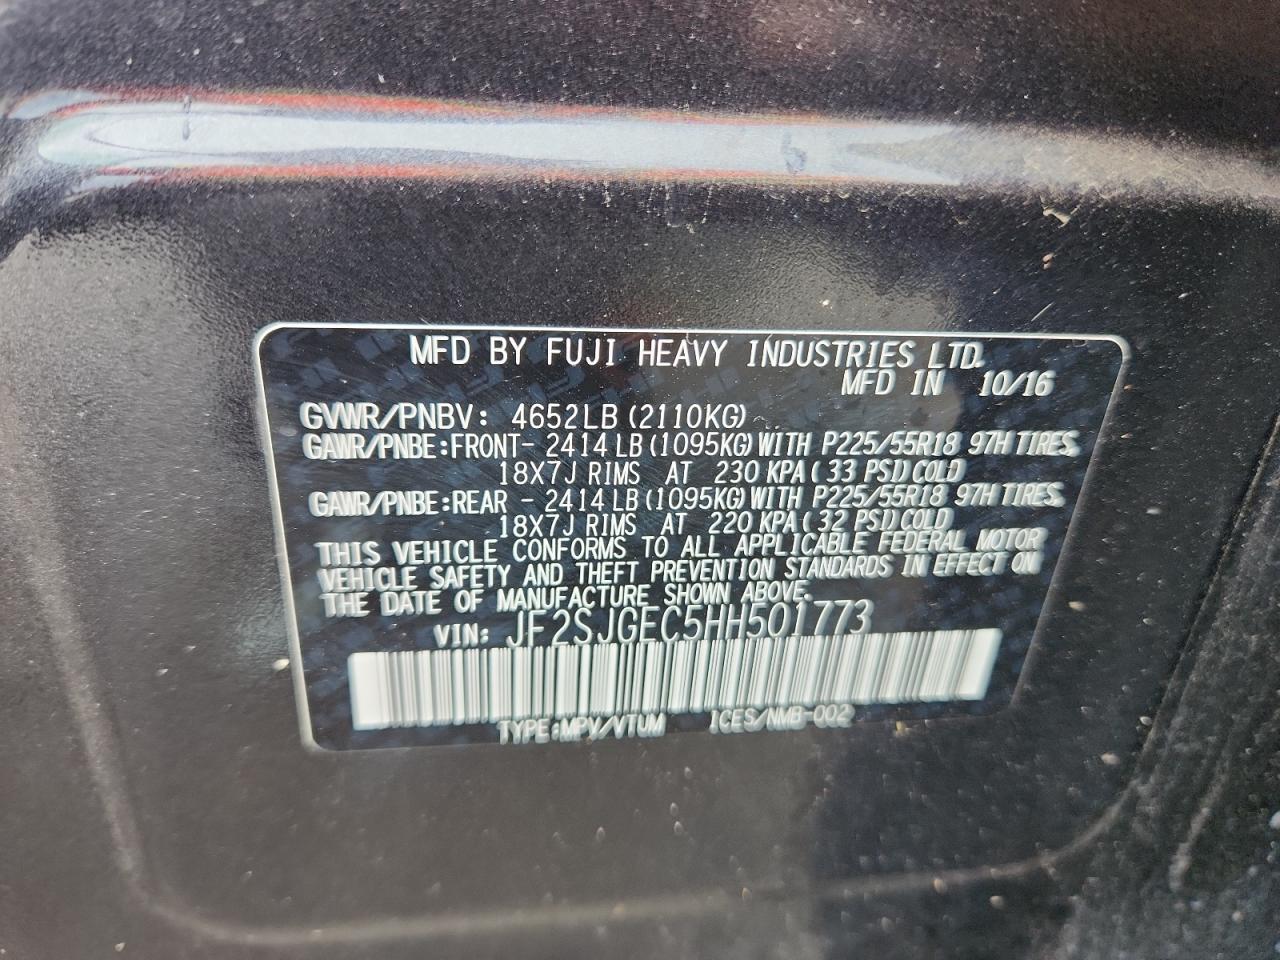 MFD BY FUJI HEAVY INDUSTRIES LTD.
MFD IN 10/16
GVWR/PNBV: 4652LB(2110KG)
GAWR/PNBE:FRONT- 2414LB(1095KG)WITH P225/55R18 97H TIRES,
18X7J RIMS AT 230 KPA(33 PSI)COLD
GAWR/PNBE:REAR - 2414LB(1095KG)WITH P225/55R18 97H TIRES,
18X7J RIMS AT 220 KPA(32 PSI)COLD
THIS VEHICLE CONFORMS TO ALL APPLICABLE FEDERAL MOTOR
VEHICLE SAFETY AND THEFT PREVENTION STANDARDS IN EFFECT ON
THE DATE OF MANUFACTURE SHOWN ABOVE.
VIN: JF2SJGEC5HH501773
TYPE:MPV/VTUM ICES/NMB-002